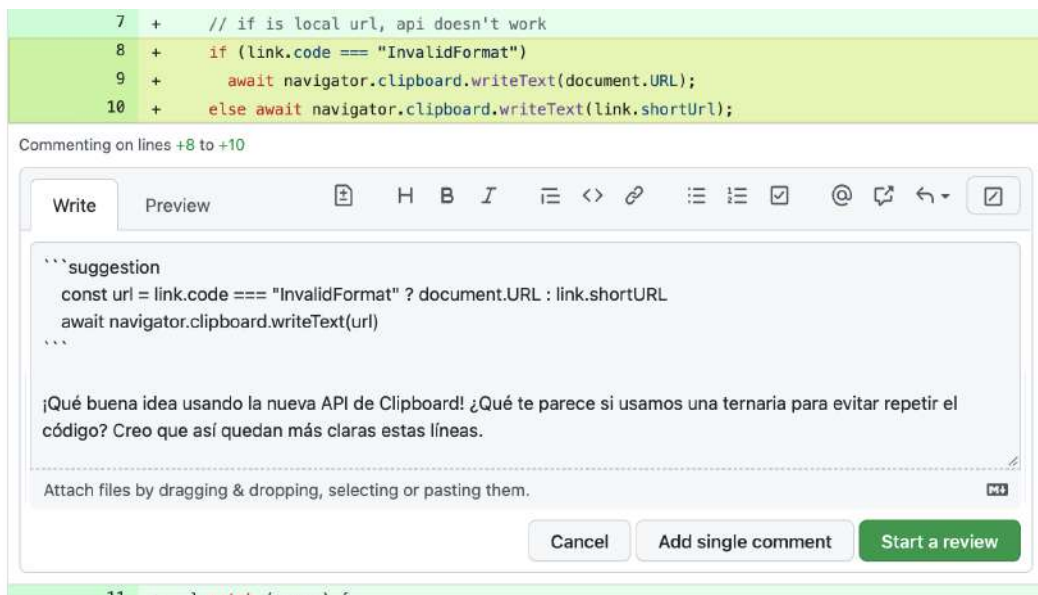 7 + // if is local url, api doesn't work
8 + if (link.code === "InvalidFormat")
9 + await navigator.clipboard.writeText(document.URL);
10 + else await navigator.clipboard.writeText(link.shortUrl);
Commenting on lines +8 to +10
Write Preview H B I
```suggestion
const url = link.code === "InvalidFormat" ? document.URL : link.shortURL
await navigator.clipboard.writeText(url)
```
¡Qué buena idea usando la nueva API de Clipboard! ¿Qué te parece si usamos una ternaria para evitar repetir el
código? Creo que así quedan más claras estas líneas.
Attach files by dragging & dropping, selecting or pasting them.
Cancel Add single comment Start a review